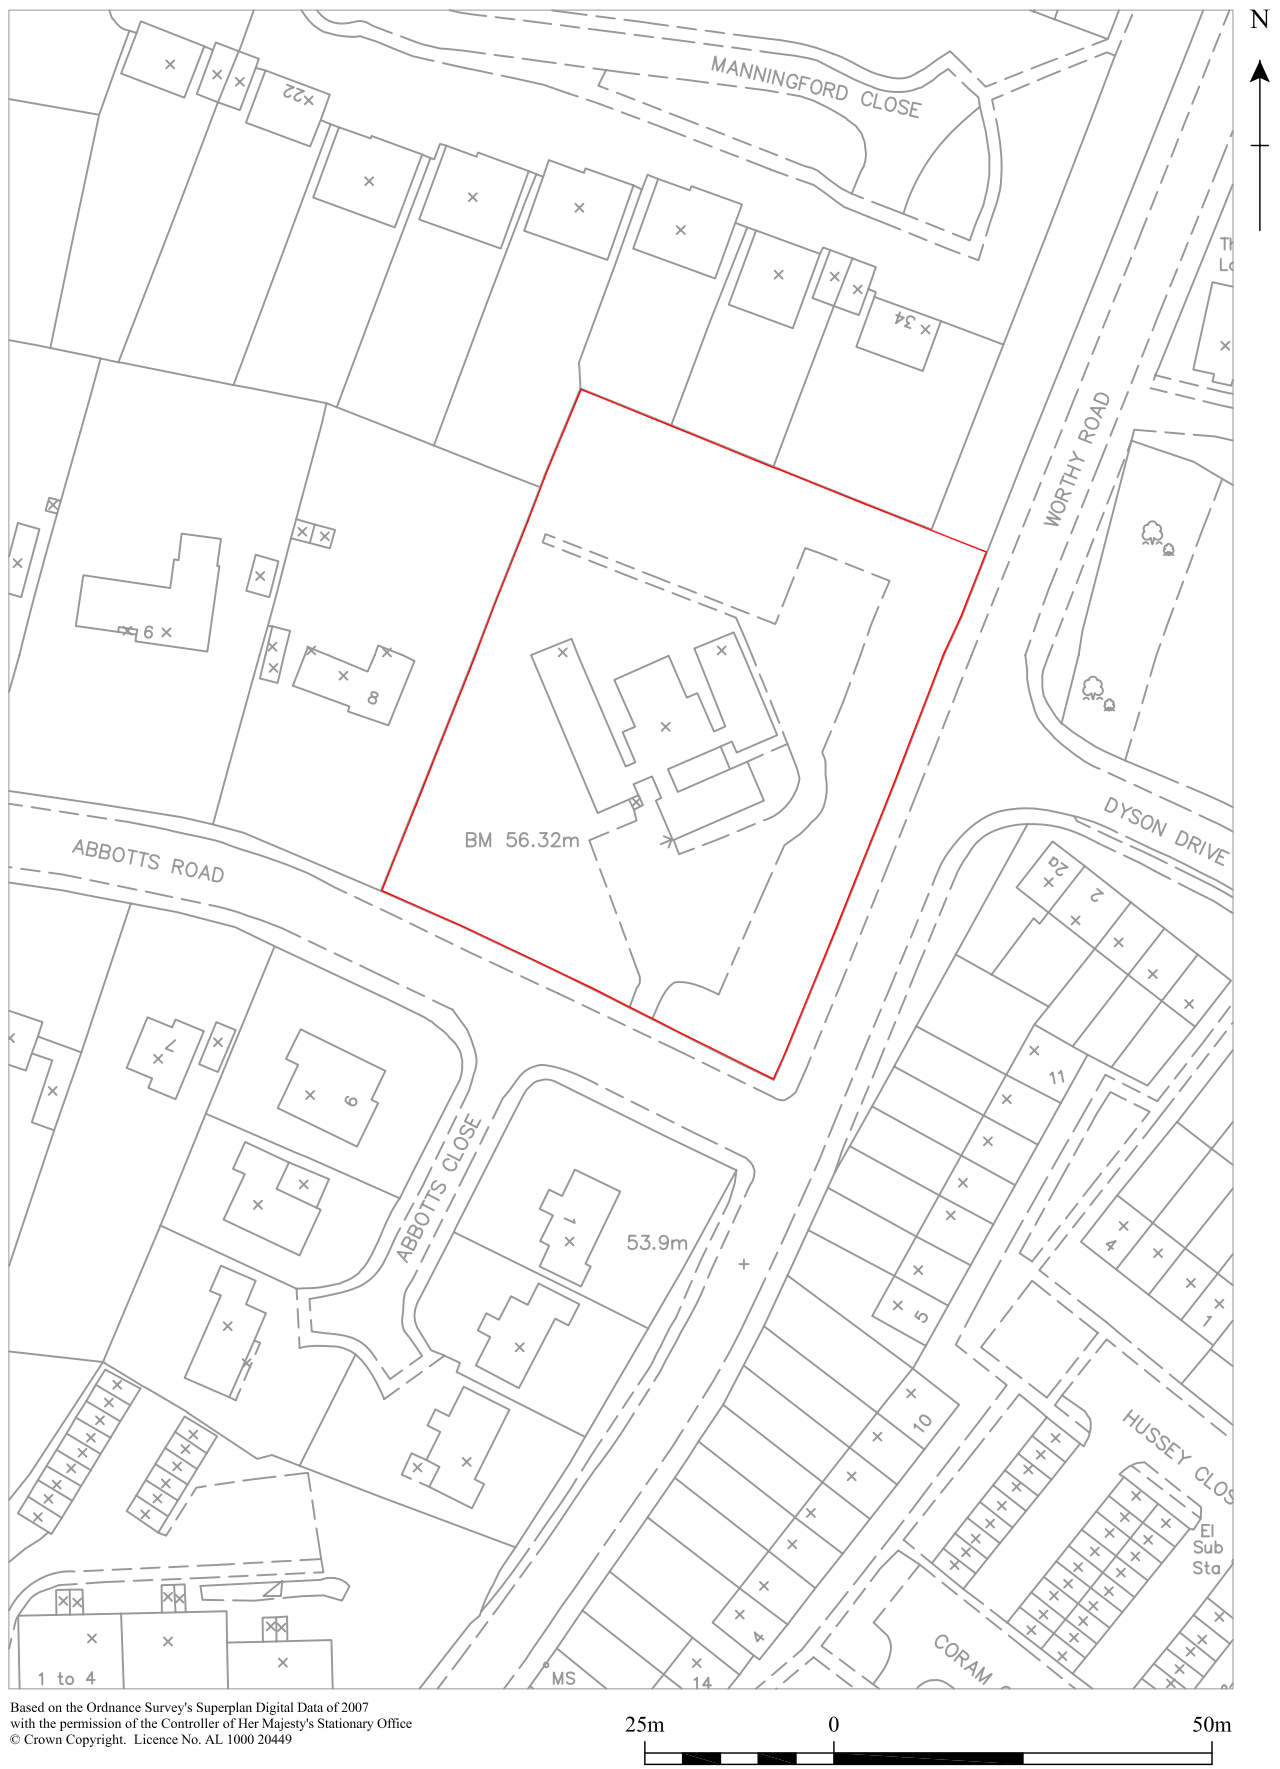 N
MANNINGFORD CLOSE
22
34
WORTHY ROAD
6
8
BM 56.32m
ABBOTTS ROAD
DYSON DRIVE
2a
2
7
6
11
ABBOTTS CLOSE
1
53.9m
4
1
5
10
HUSSEY CLOS
El
Sub
Sta
4
CORAM
1 to 4
MS
14
Based on the Ordnance Survey's Superplan Digital Data of 2007
with the permission of the Controller of Her Majesty's Stationary Office
© Crown Copyright. Licence No. AL 1000 20449
25m 0 50m